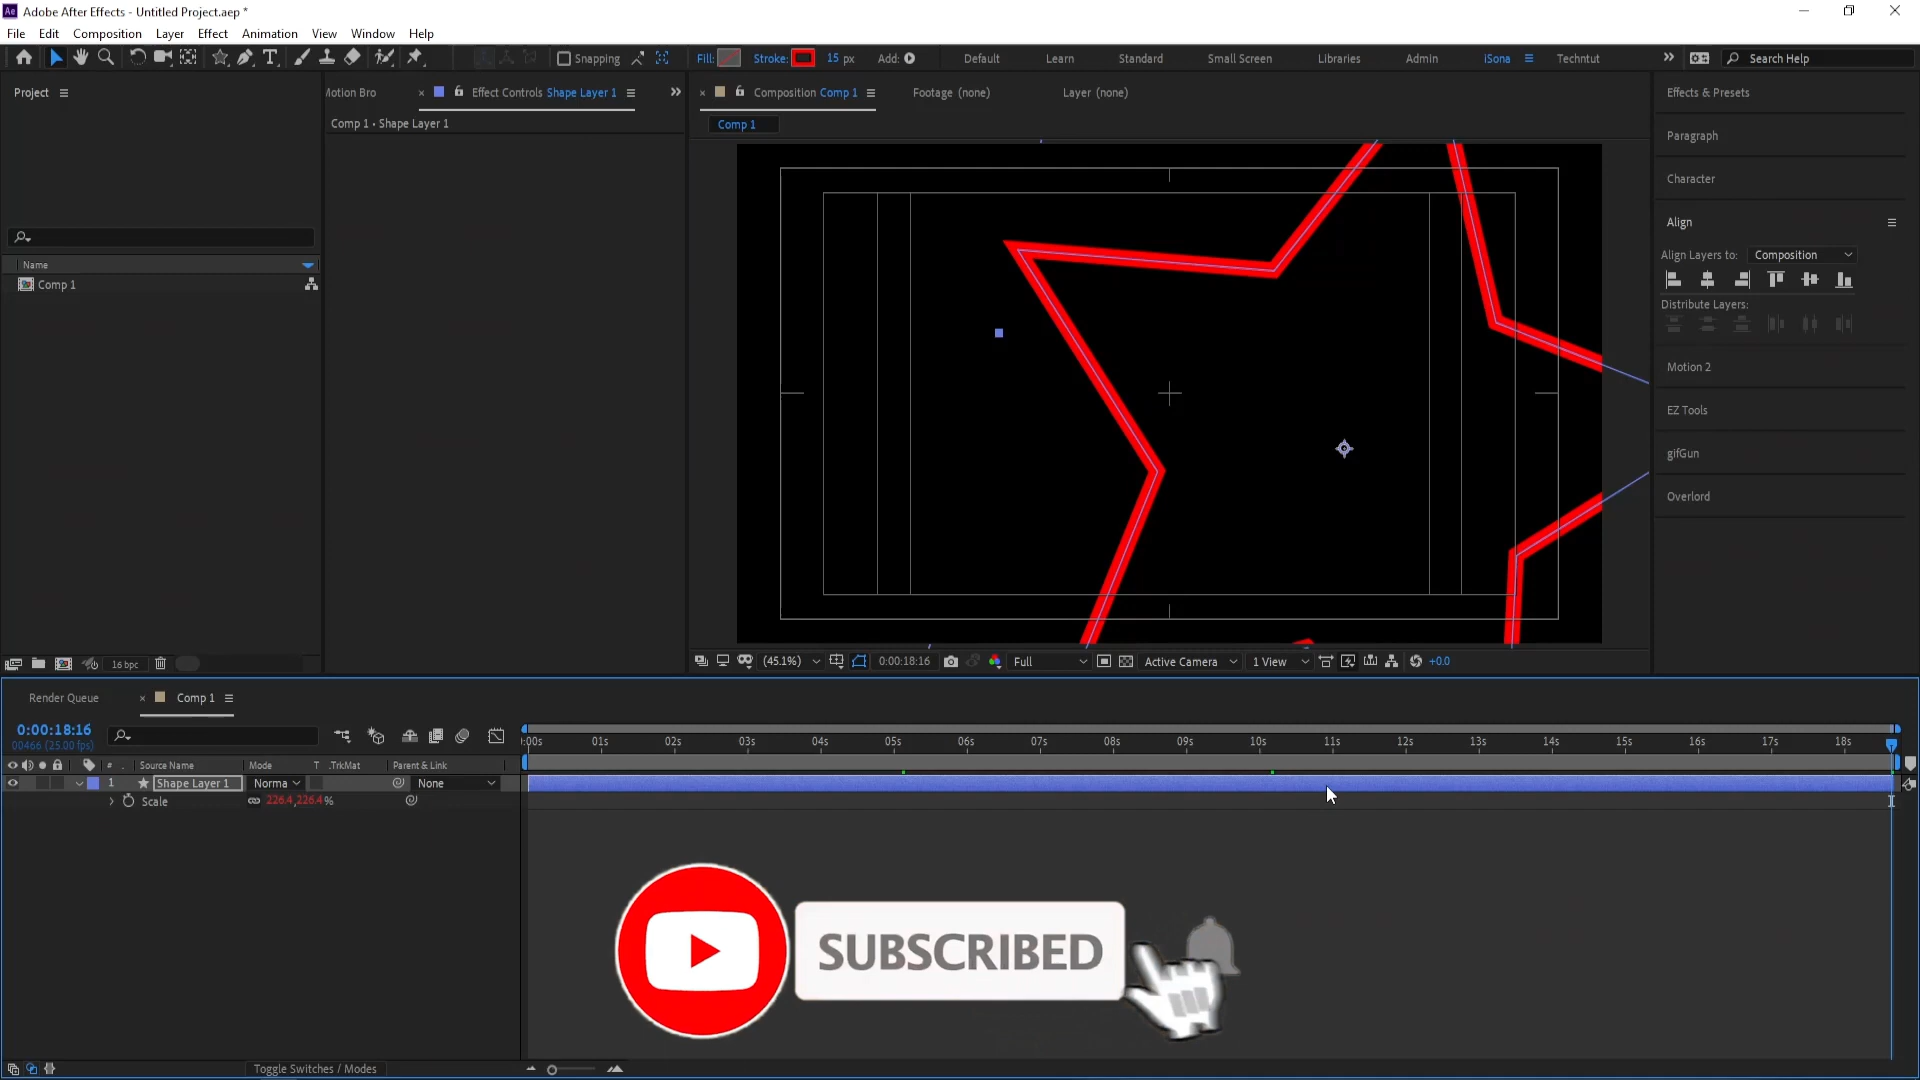 Adobe After Effects - Untitled Project.aep *
File Edit Composition Layer Effect Animation View Window Help
Snapping Fill: Stroke: 15 px Add: Default Learn Standard Small Screen Libraries Admin iSona Techntut Search Help
Project
Motion Bro
Effect Controls Shape Layer 1
Comp 1 • Shape Layer 1
Composition Comp 1
Footage (none)
Layer (none)
Comp 1
Name
Comp 1
16 bpc
(45.1%) 0:00:18:16 Full Active Camera 1 View +0.0
Effects & Presets
Paragraph
Character
Align
Align Layers to: Composition
Distribute Layers:
Motion 2
EZ Tools
gifGun
Overlord
Render Queue
Comp 1
0:00:18:16
00466 (25.00 fps)
# Source Name Mode T .TrkMat Parent & Link
1 Shape Layer 1 Norma None
Scale 226.4,226.4%
:00s 01s 02s 03s 04s 05s 06s 07s 08s 09s 10s 11s 12s 13s 14s 15s 16s 17s 18s
SUBSCRIBED
Toggle Switches / Modes